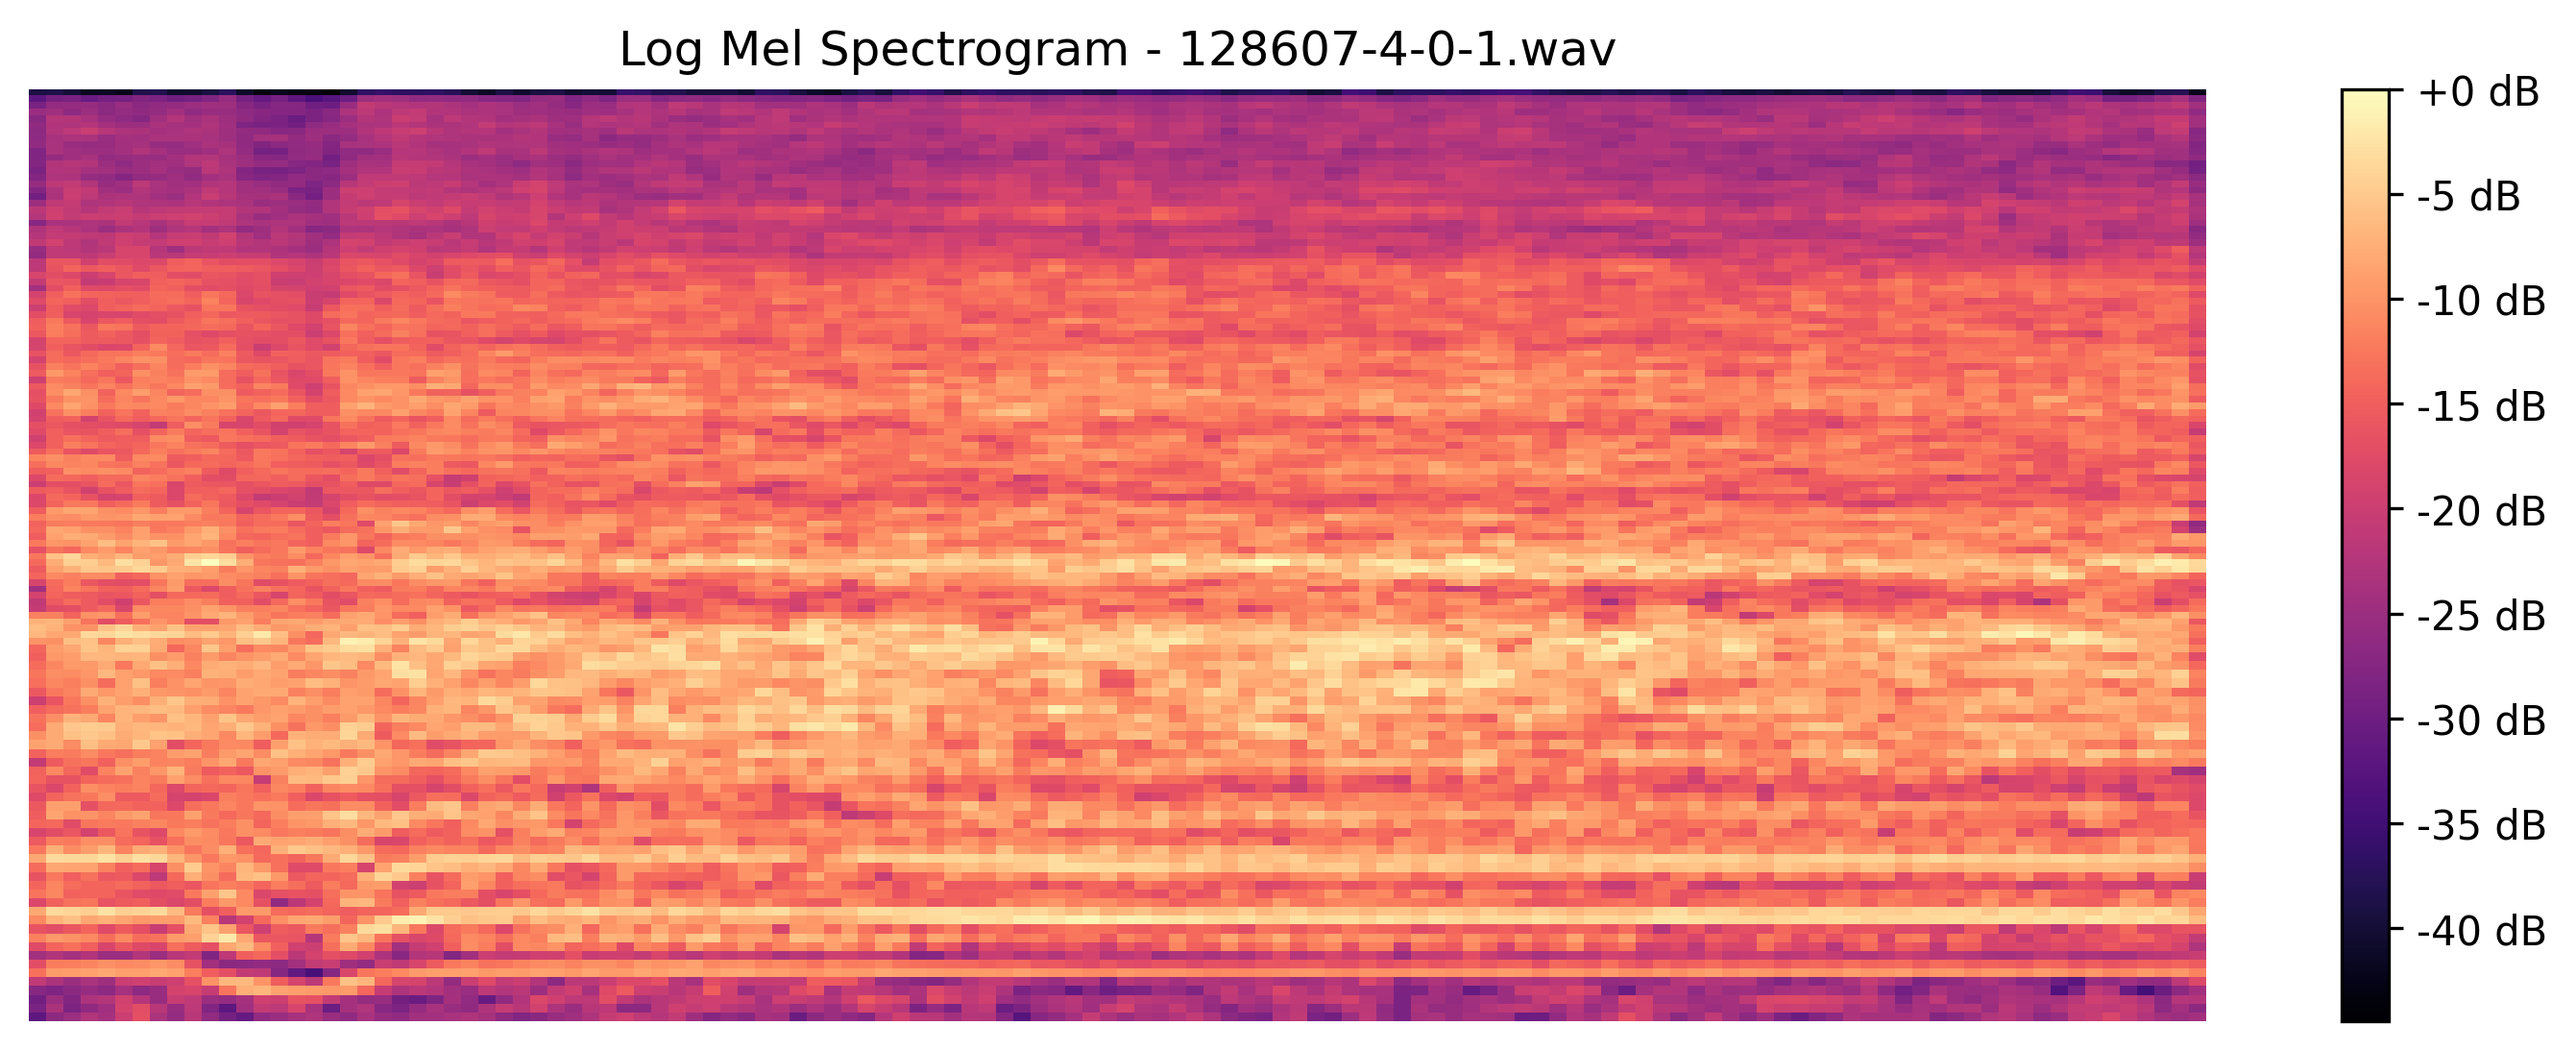 Log Mel Spectrogram - 128607-4-0-1.wav
+0 dB
-5 dB
-10 dB
-15 dB
-20 dB
-25 dB
-30 dB
-35 dB
-40 dB